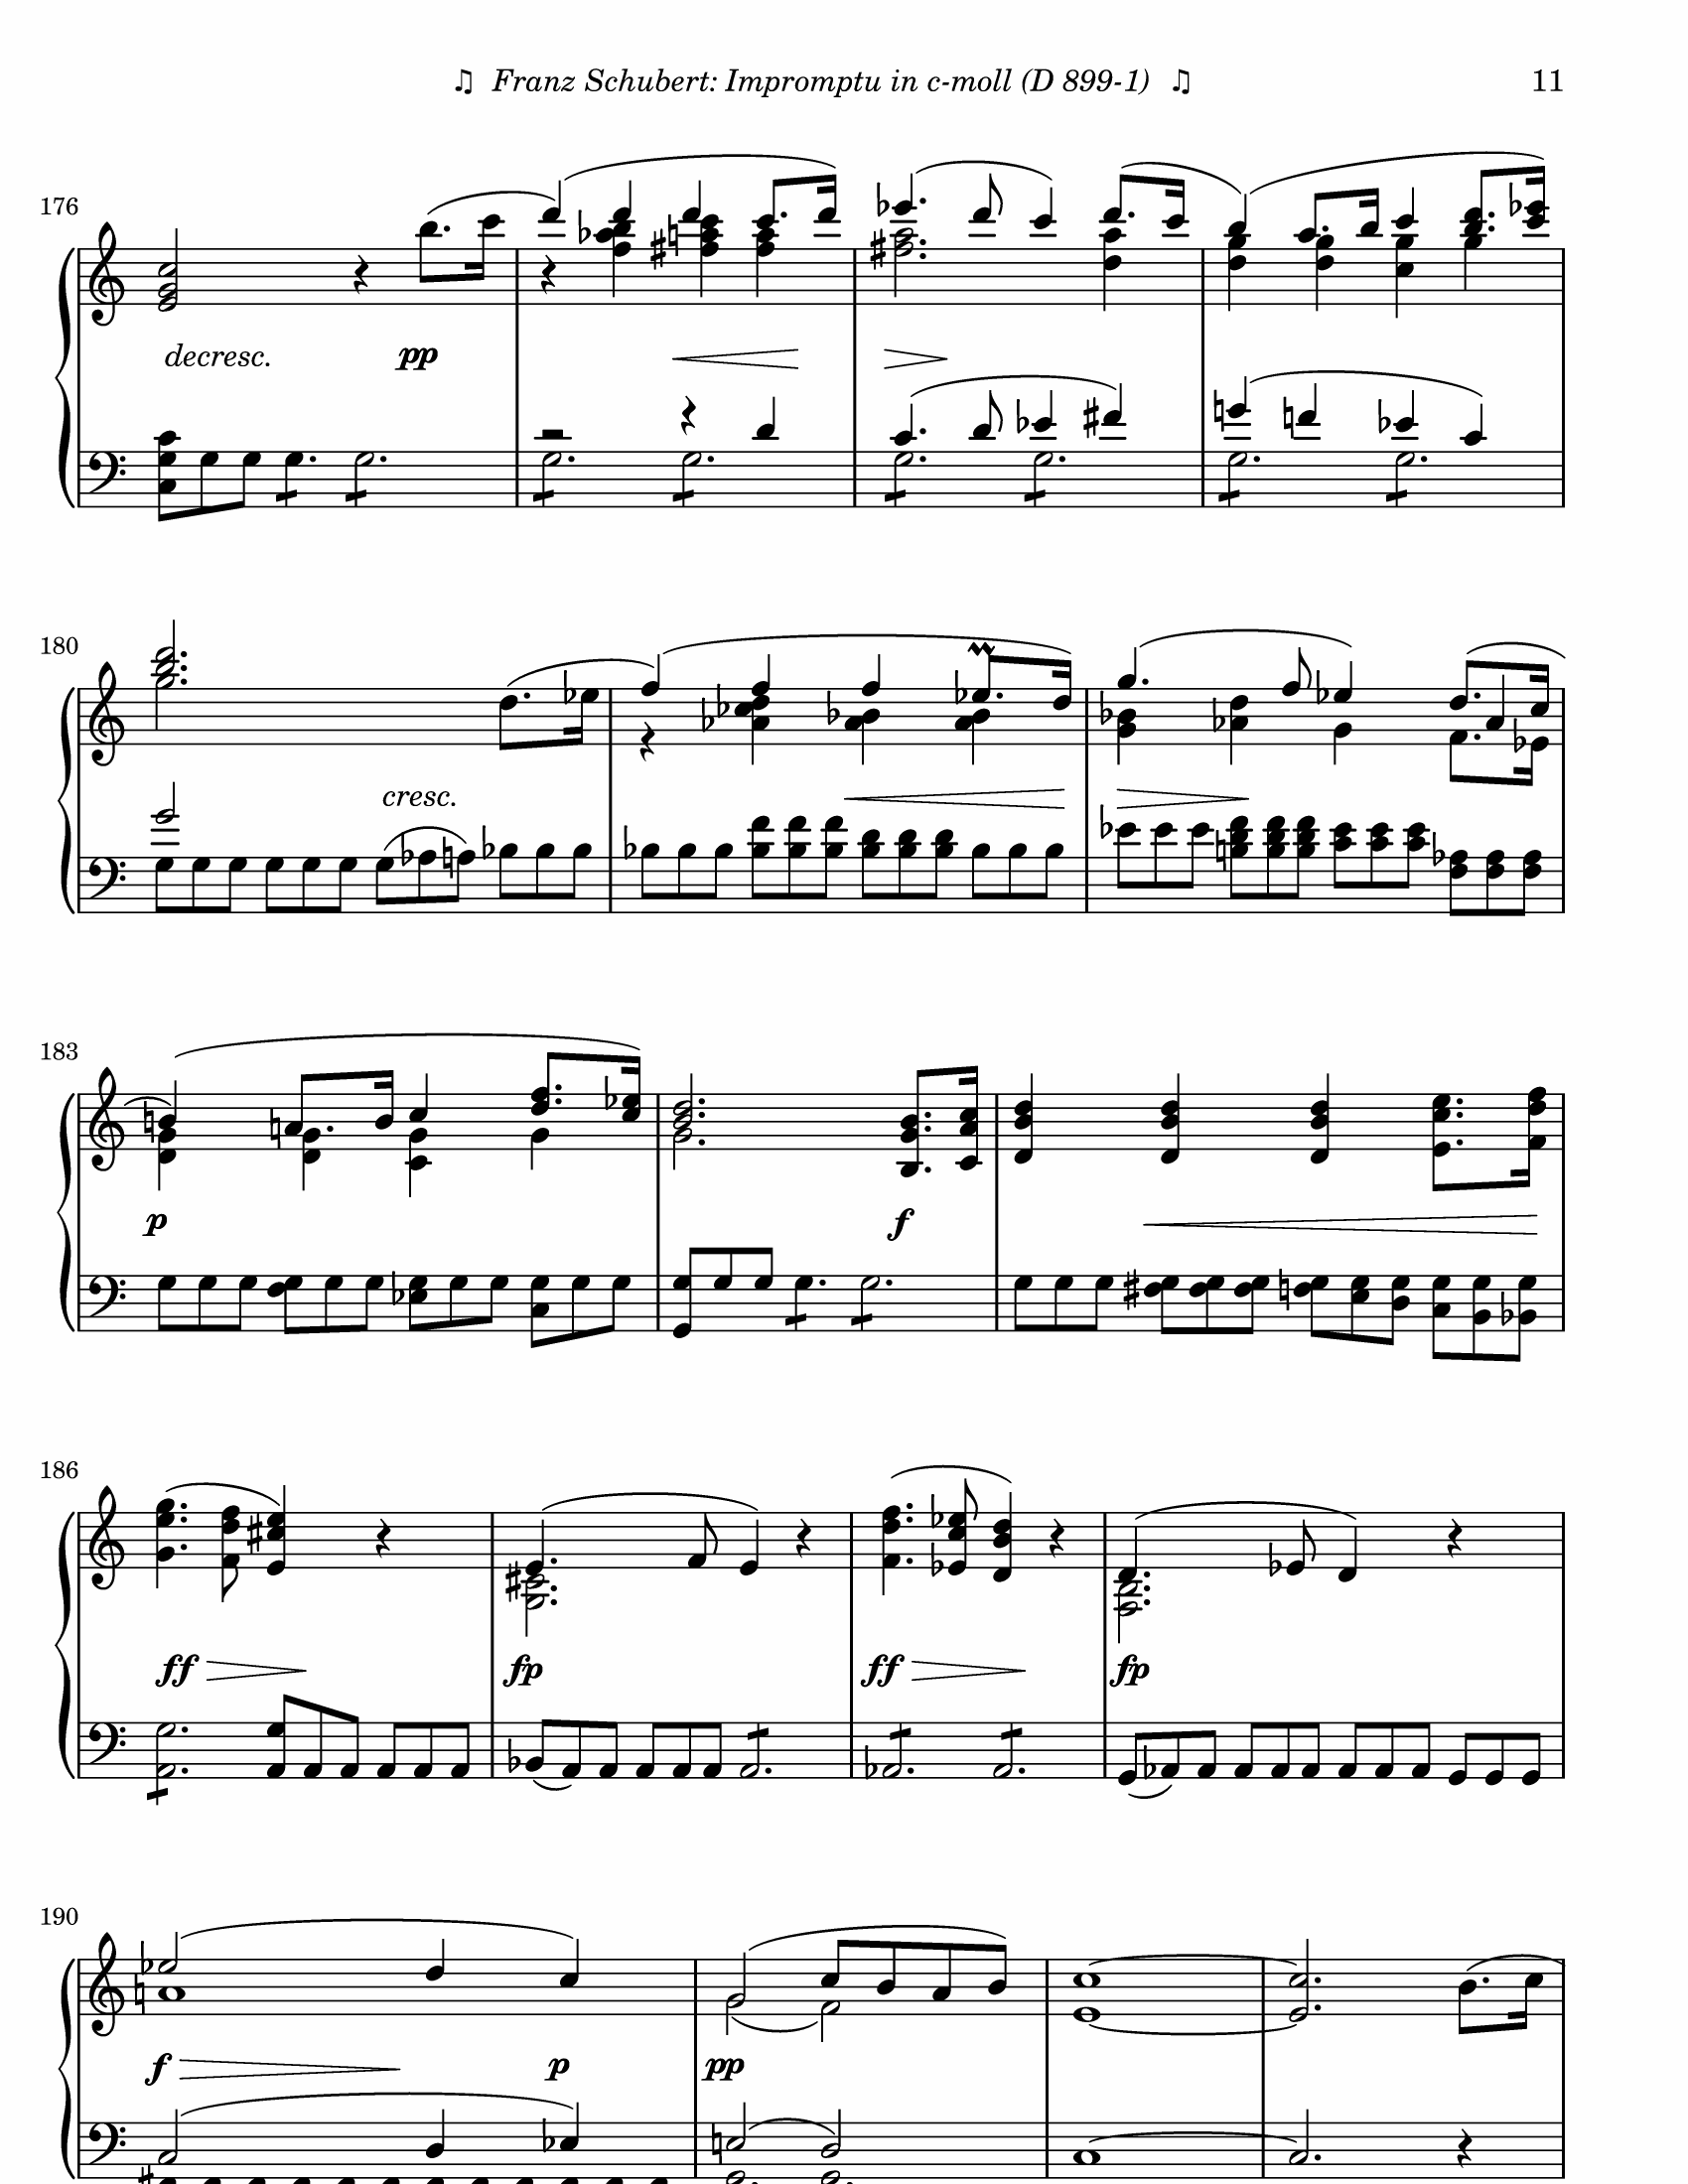 ♫ Franz Schubert: Impromptu in c-moll (D 899-1) ♫ 11
176
decresc. pp
180
cresc.
183
p f
186
ff fp ff fp
190
f p pp